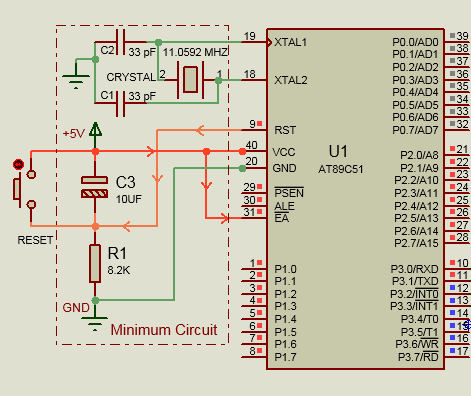 C2 33 pF
11.0592 MHZ
CRYSTAL 2 1
C1 33 pF
+5V
C3
10UF
RESET
R1
8.2K
GND
Minimum Circuit
U1
AT89C51
19 XTAL1
18 XTAL2
9 RST
40 VCC
20 GND
29 PSEN
30 ALE
31 EA
1 P1.0
2 P1.1
3 P1.2
4 P1.3
5 P1.4
6 P1.5
7 P1.6
8 P1.7
P0.0/AD0 39
P0.1/AD1 38
P0.2/AD2 37
P0.3/AD3 36
P0.4/AD4 35
P0.5/AD5 34
P0.6/AD6 33
P0.7/AD7 32
P2.0/A8 21
P2.1/A9 22
P2.2/A10 23
P2.3/A11 24
P2.4/A12 25
P2.5/A13 26
P2.6/A14 27
P2.7/A15 28
P3.0/RXD 10
P3.1/TXD 11
P3.2/INT0 12
P3.3/INT1 13
P3.4/T0 14
P3.5/T1 15
P3.6/WR 16
P3.7/RD 17